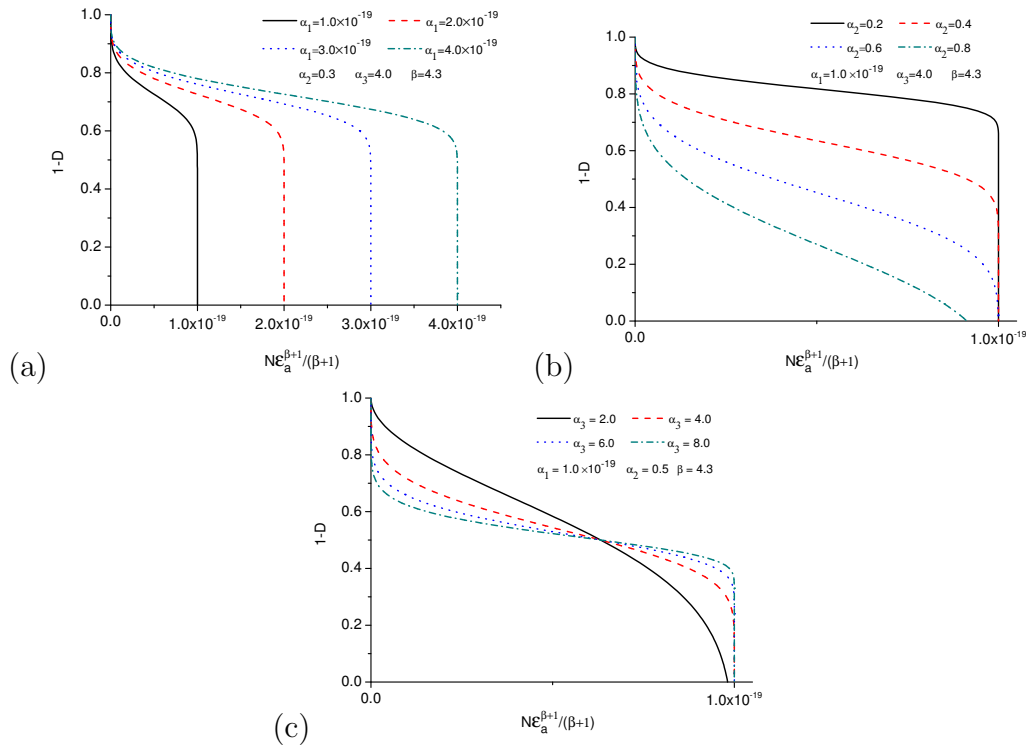 α₁=1.0×10⁻¹⁹ α₁=2.0×10⁻¹⁹
α₁=3.0×10⁻¹⁹ α₁=4.0×10⁻¹⁹
α₂=0.3 α₃=4.0 β=4.3
1-D
1.0
0.8
0.6
0.4
0.2
0.0
0.0 1.0x10⁻¹⁹ 2.0x10⁻¹⁹ 3.0x10⁻¹⁹ 4.0x10⁻¹⁹
Nεₐ^β+1/(β+1)
(a)
α₂=0.2 α₂=0.4
α₂=0.6 α₂=0.8
α₁=1.0 ×10⁻¹⁹ α₃=4.0 β=4.3
1-D
1.0
0.8
0.6
0.4
0.2
0.0
0.0 1.0x10⁻¹⁹
Nεₐ^β+1/(β+1)
(b)
α₃ = 2.0 α₃ = 4.0
α₃ = 6.0 α₃ = 8.0
α₁ = 1.0 ×10⁻¹⁹ α₂ = 0.5 β = 4.3
1-D
1.0
0.8
0.6
0.4
0.2
0.0
0.0 1.0x10⁻¹⁹
Nεₐ^β+1/(β+1)
(c)